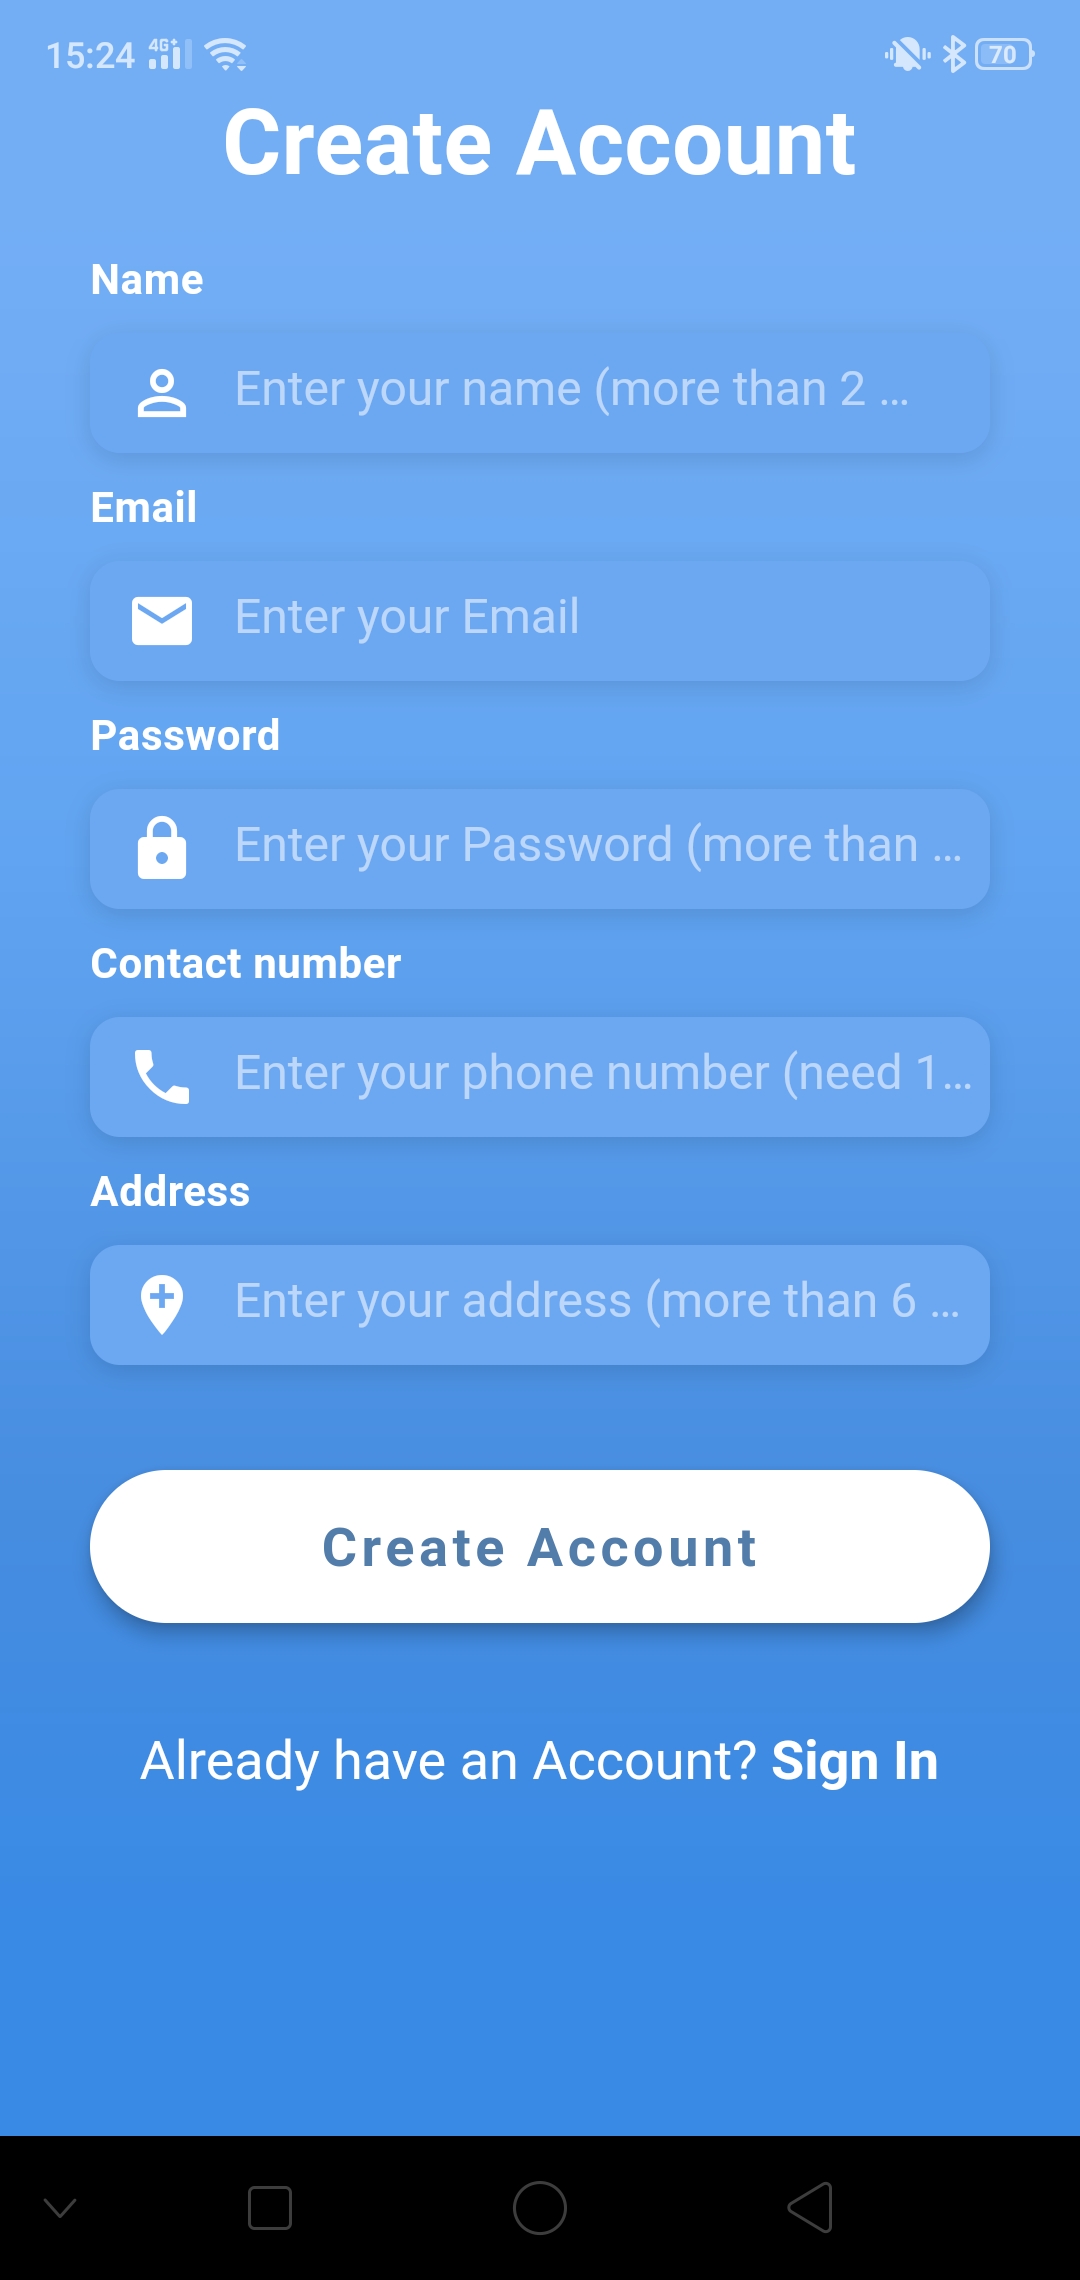 15:24 4G+ 70
Create Account
Name
Enter your name (more than 2 ...
Email
Enter your Email
Password
Enter your Password (more than ...
Contact number
Enter your phone number (need 1...
Address
Enter your address (more than 6 ...
Create Account
Already have an Account? Sign In